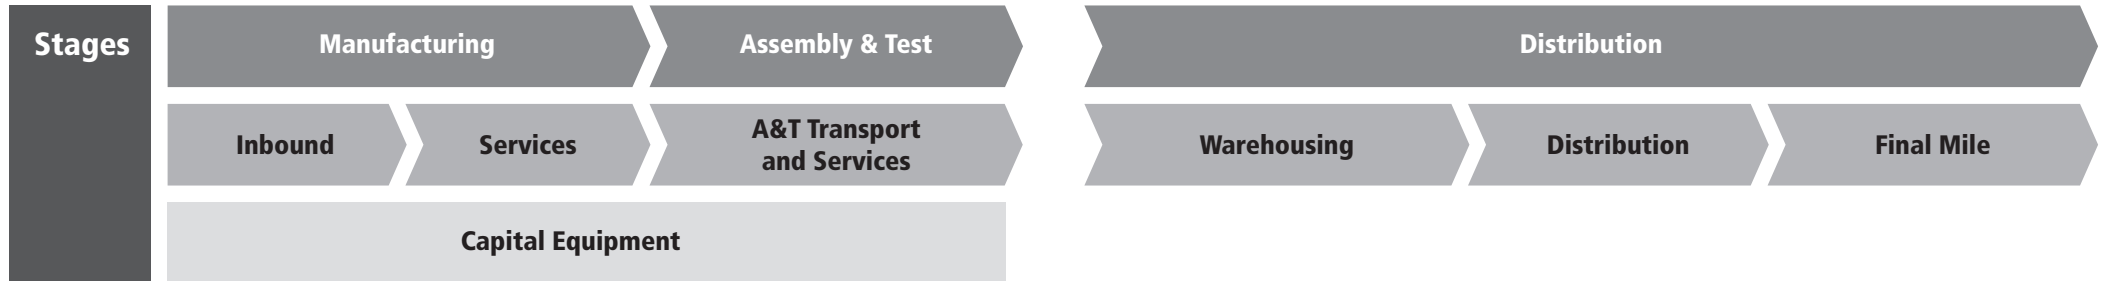 Stages
Manufacturing
Assembly & Test
Distribution
Inbound
Services
A&T Transport
and Services
Warehousing
Distribution
Final Mile
Capital Equipment